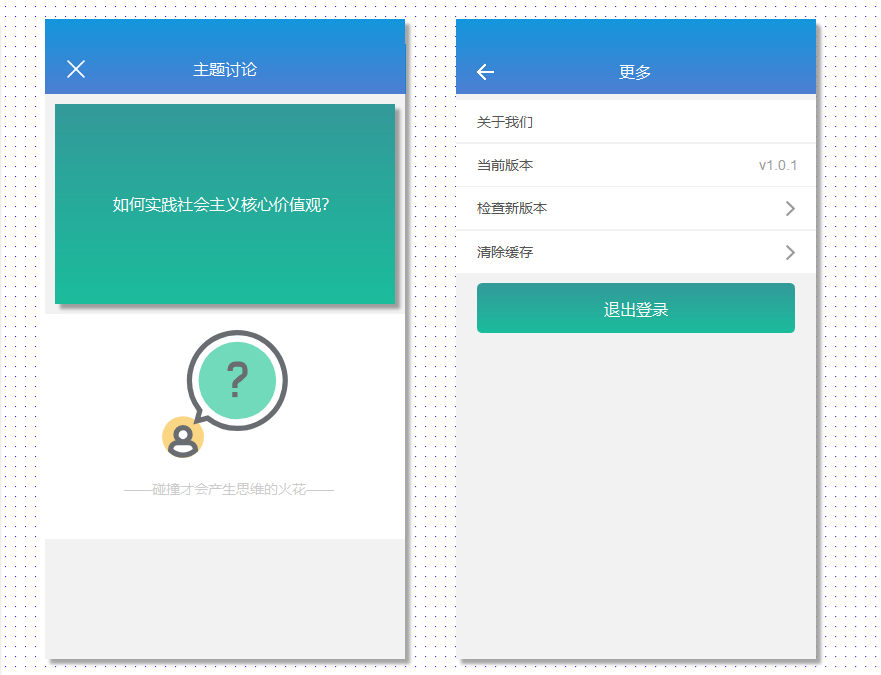 主题讨论
如何实践社会主义核心价值观?
?
——碰撞才会产生思维的火花——
更多
关于我们
当前版本 v1.0.1
检查新版本
清除缓存
退出登录